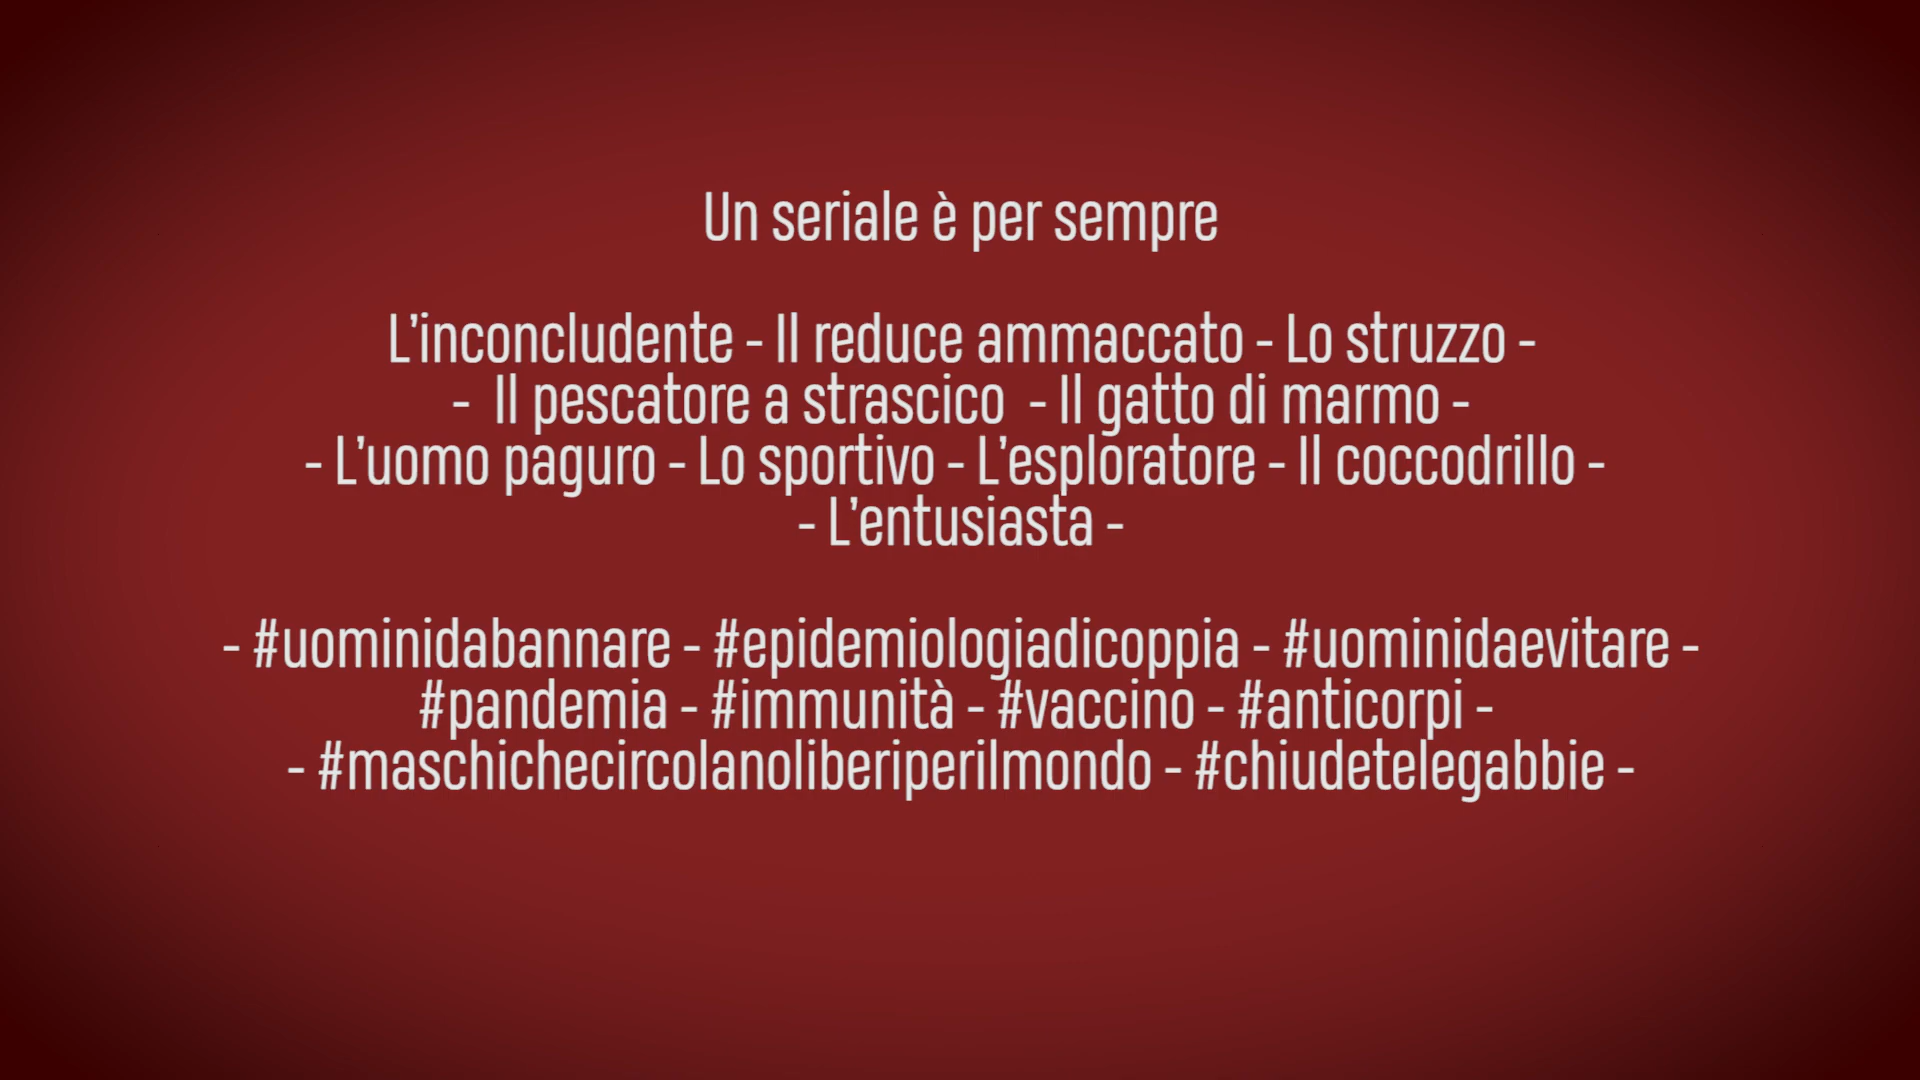 Un seriale è per sempre
L'inconcludente - Il reduce ammaccato - Lo struzzo -
- Il pescatore a strascico - Il gatto di marmo -
- L'uomo paguro - Lo sportivo - L'esploratore - Il coccodrillo -
- L'entusiasta -
- #uominidabannare - #epidemiologiadicoppia - #uominidaevitare -
#pandemia - #immunità - #vaccino - #anticorpi -
- #maschichecircolanoliberiperilmondo - #chiudetelegabbie -